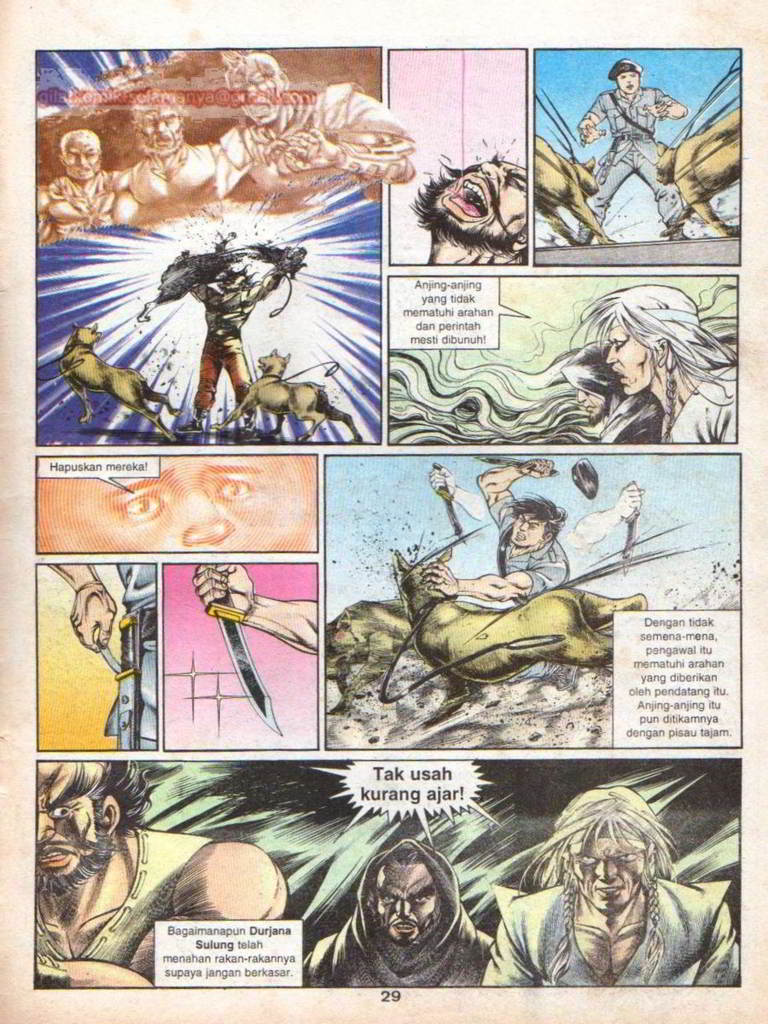 gilakomikselamanya@gmail.com
Anjing-anjing
yang tidak
mematuhi arahan
dan perintah
mesti dibunuh!
Hapuskan mereka!
Dengan tidak
semena-mena,
pengawal itu
mematuhi arahan
yang diberikan
oleh pendatang itu.
Anjing-anjing itu
pun ditikamnya
dengan pisau tajam.
Tak usah
kurang ajar!
Bagaimanapun Durjana
Sulung telah
menahan rakan-rakannya
supaya jangan berkasar.
29